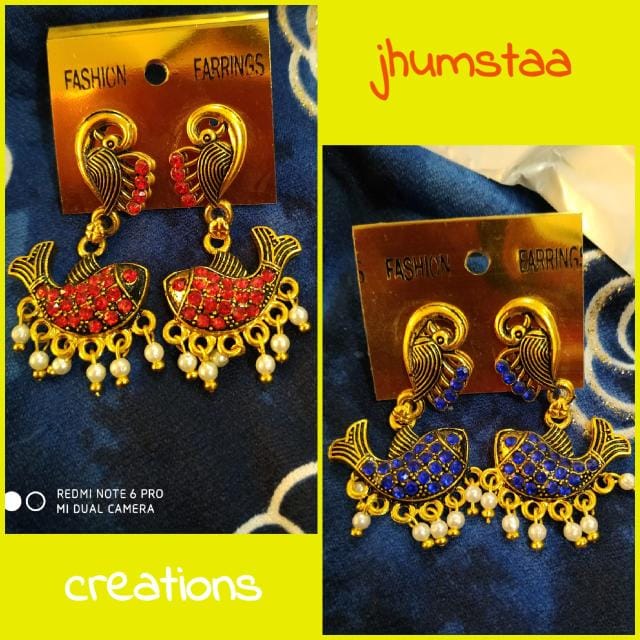 FASHION EARRINGS
jhumstaa
FASHION EARRINGS
REDMI NOTE 6 PRO
MI DUAL CAMERA
creations